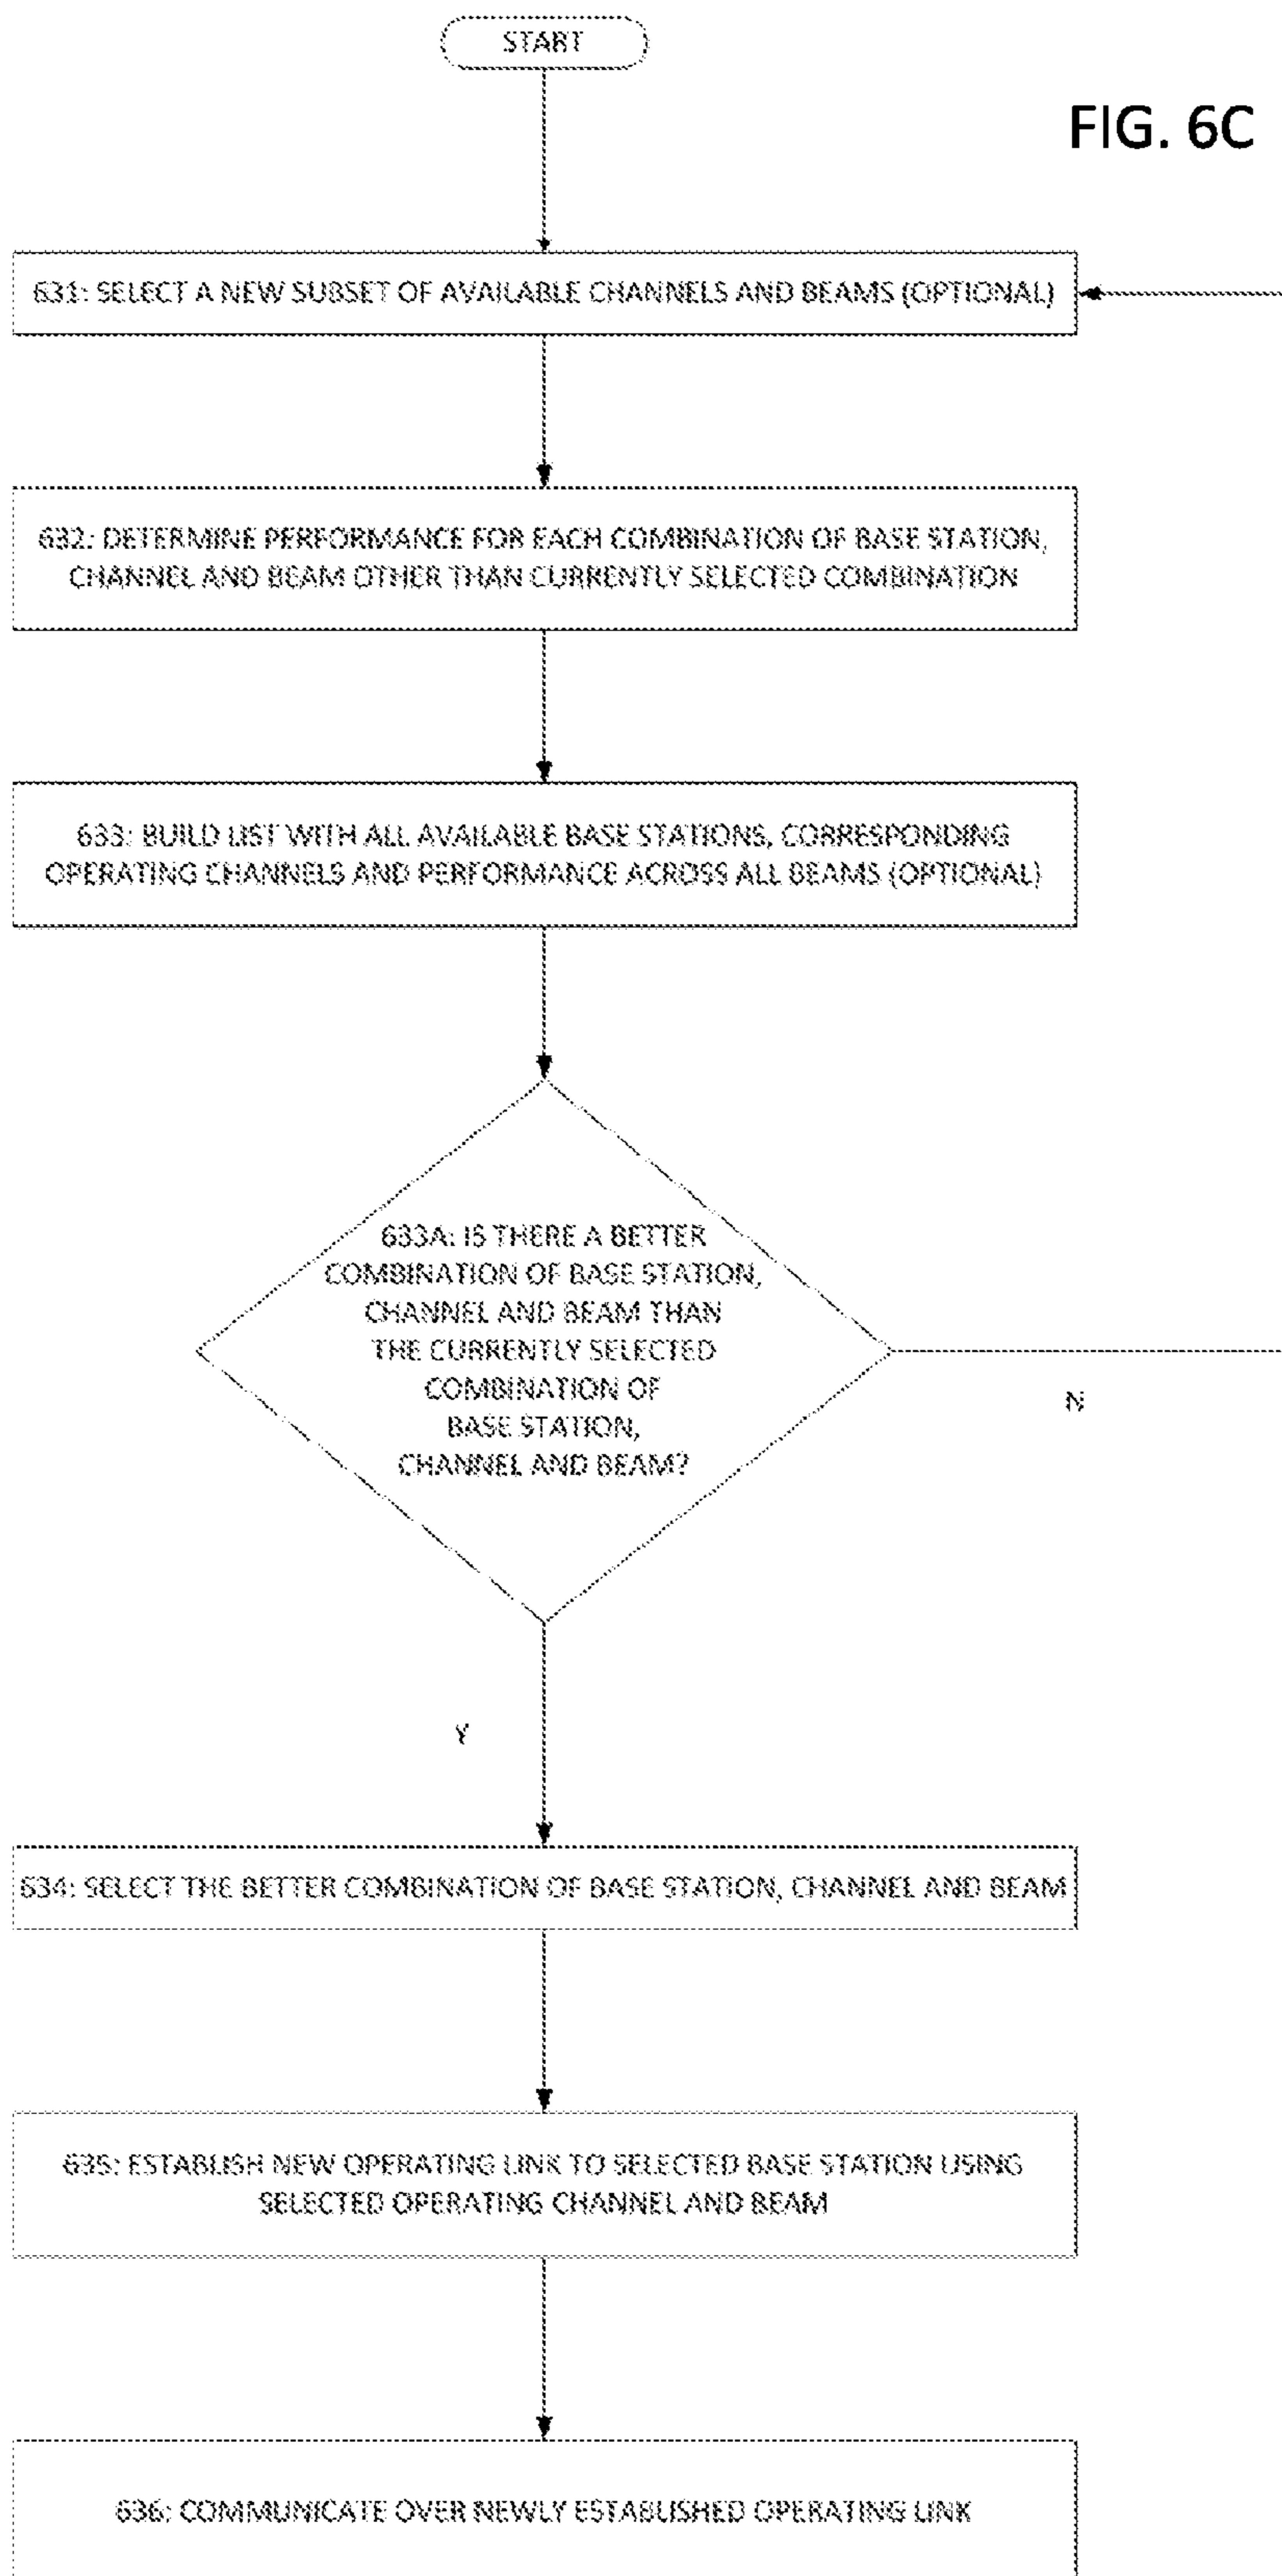 START
FIG. 6C
631: SELECT A NEW SUBSET OF AVAILABLE CHANNELS AND BEAMS (OPTIONAL)
632: DETERMINE PERFORMANCE FOR EACH COMBINATION OF BASE STATION,
CHANNEL AND BEAM OTHER THAN CURRENTLY SELECTED COMBINATION
633: BUILD LIST WITH ALL AVAILABLE BASE STATIONS, CORRESPONDING
OPERATING CHANNELS AND PERFORMANCE ACROSS ALL BEAMS (OPTIONAL)
633A: IS THERE A BETTER
COMBINATION OF BASE STATION,
CHANNEL AND BEAM THAN
THE CURRENTLY SELECTED
COMBINATION OF
BASE STATION,
CHANNEL AND BEAM?
N
Y
634: SELECT THE BETTER COMBINATION OF BASE STATION, CHANNEL AND BEAM
635: ESTABLISH NEW OPERATING LINK TO SELECTED BASE STATION USING
SELECTED OPERATING CHANNEL AND BEAM
636: COMMUNICATE OVER NEWLY ESTABLISHED OPERATING LINK